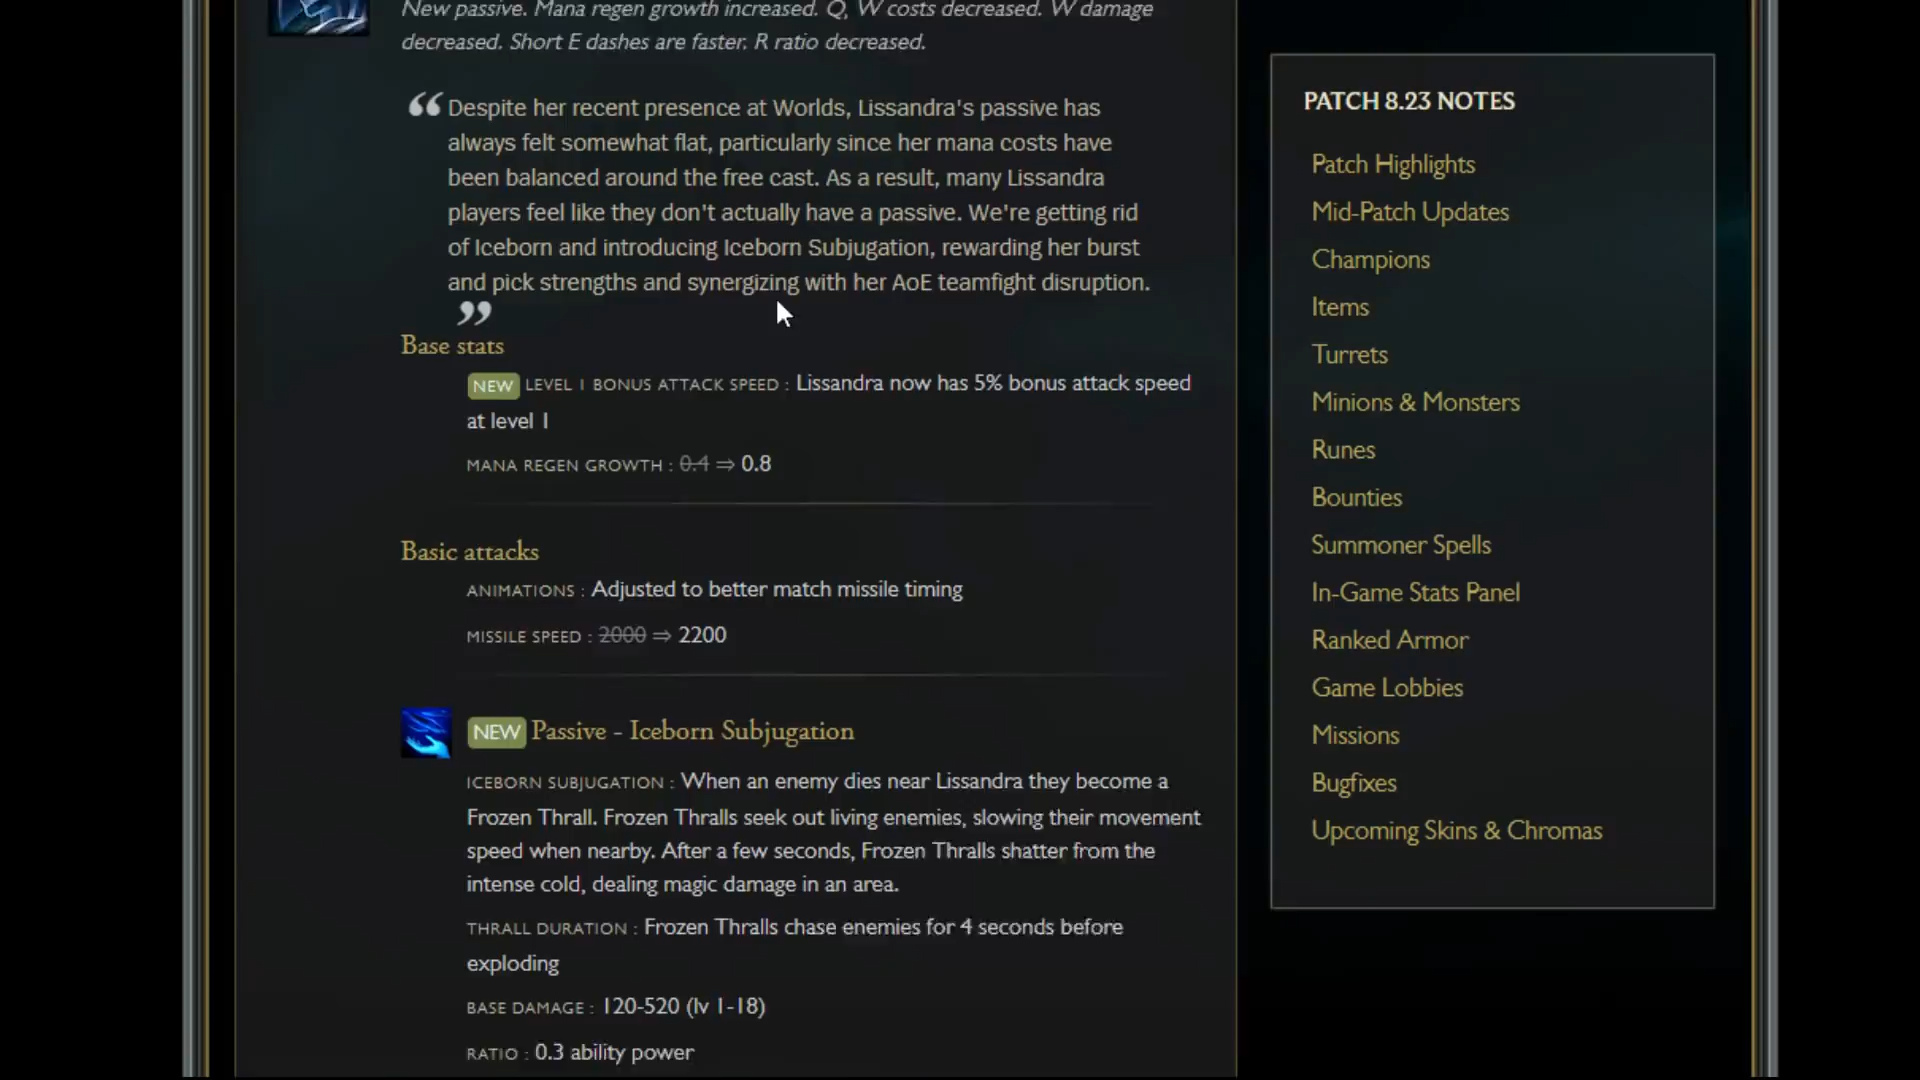 New passive. Mana regen growth increased. Q, W costs decreased. W damage
decreased. Short E dashes are faster. R ratio decreased.
“ Despite her recent presence at Worlds, Lissandra's passive has
always felt somewhat flat, particularly since her mana costs have
been balanced around the free cast. As a result, many Lissandra
players feel like they don't actually have a passive. We're getting rid
of Iceborn and introducing Iceborn Subjugation, rewarding her burst
and pick strengths and synergizing with her AoE teamfight disruption.
”
Base stats
NEW LEVEL 1 BONUS ATTACK SPEED : Lissandra now has 5% bonus attack speed
at level 1
MANA REGEN GROWTH : 0.4 ⇒ 0.8
Basic attacks
ANIMATIONS : Adjusted to better match missile timing
MISSILE SPEED : 2000 ⇒ 2200
NEW Passive - Iceborn Subjugation
ICEBORN SUBJUGATION : When an enemy dies near Lissandra they become a
Frozen Thrall. Frozen Thralls seek out living enemies, slowing their movement
speed when nearby. After a few seconds, Frozen Thralls shatter from the
intense cold, dealing magic damage in an area.
THRALL DURATION : Frozen Thralls chase enemies for 4 seconds before
exploding
BASE DAMAGE : 120-520 (lv 1-18)
RATIO : 0.3 ability power
PATCH 8.23 NOTES
Patch Highlights
Mid-Patch Updates
Champions
Items
Turrets
Minions & Monsters
Runes
Bounties
Summoner Spells
In-Game Stats Panel
Ranked Armor
Game Lobbies
Missions
Bugfixes
Upcoming Skins & Chromas